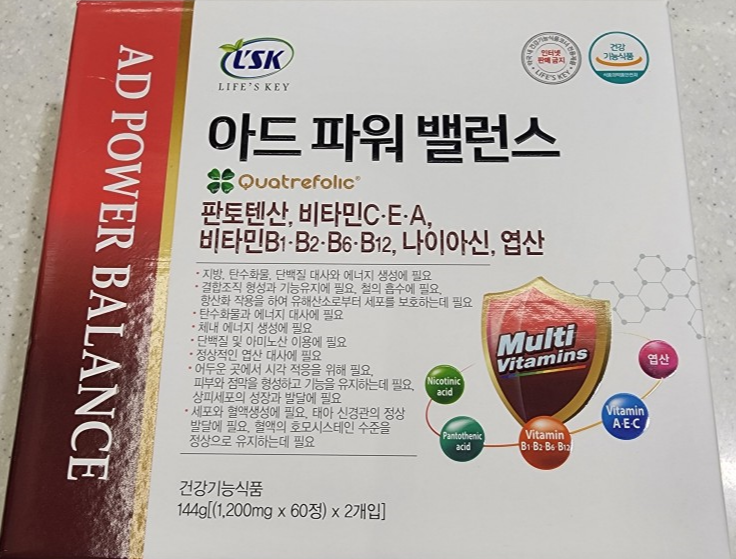 AD POWER BALANCE
LSK
LIFE'S KEY
인터넷
판매 금지
LIFE'S KEY
건강
기능식품
식품의약품안전처
아드 파워 밸런스
Quatrefolic®
판토텐산, 비타민C·E·A,
비타민B1·B2·B6·B12, 나이아신, 엽산
• 지방, 탄수화물, 단백질 대사와 에너지 생성에 필요
• 결합조직 형성과 기능유지에 필요, 철의 흡수에 필요,
항산화 작용을 하여 유해산소로부터 세포를 보호하는데 필요
• 탄수화물과 에너지 대사에 필요
• 체내 에너지 생성에 필요
• 단백질 및 아미노산 이용에 필요
• 정상적인 엽산 대사에 필요
• 어두운 곳에서 시각 적응을 위해 필요,
피부와 점막을 형성하고 기능을 유지하는데 필요,
상피세포의 성장과 발달에 필요
• 세포와 혈액생성에 필요, 태아 신경관의 정상
발달에 필요, 혈액의 호모시스테인 수준을
정상으로 유지하는데 필요
Multi
Vitamins
Nicotinic
acid
Pantothenic
acid
Vitamin
B1·B2·B6·B12
Vitamin
A·E·C
엽산
건강기능식품
144g[(1,200mg x 60정) x 2개입]